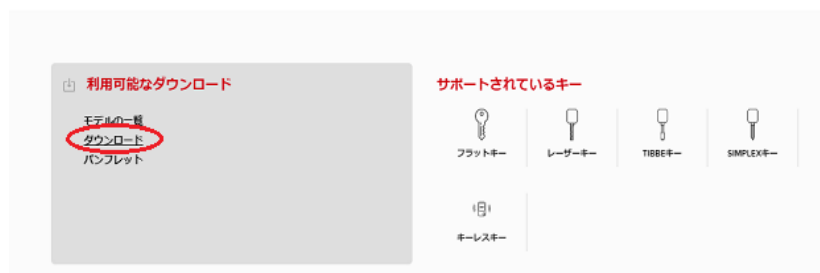 利用可能なダウンロード
モデルの一覧
ダウンロード
パンフレット
サポートされているキー
フラットキー
レーザーキー
TIBBEキー
SIMPLEXキー
キーレスキー